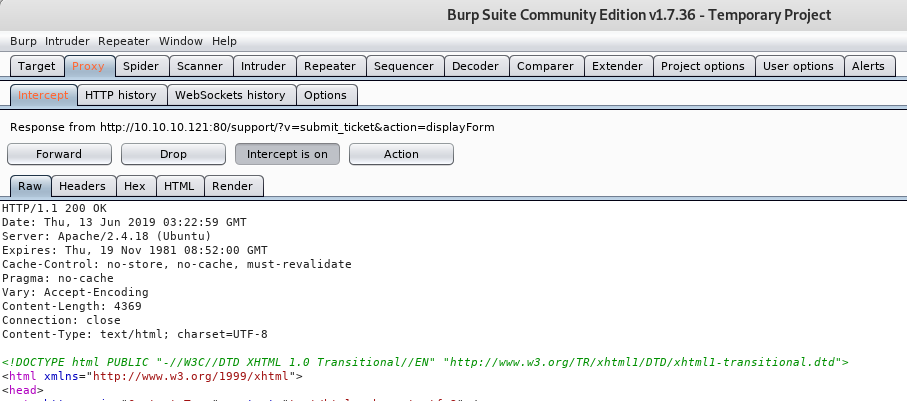 Burp Suite Community Edition v1.7.36 - Temporary Project
Burp Intruder Repeater Window Help
Target Proxy Spider Scanner Intruder Repeater Sequencer Decoder Comparer Extender Project options User options Alerts
Intercept HTTP history WebSockets history Options
Response from http://10.10.10.121:80/support/?v=submit_ticket&action=displayForm
Forward Drop Intercept is on Action
Raw Headers Hex HTML Render
HTTP/1.1 200 OK
Date: Thu, 13 Jun 2019 03:22:59 GMT
Server: Apache/2.4.18 (Ubuntu)
Expires: Thu, 19 Nov 1981 08:52:00 GMT
Cache-Control: no-store, no-cache, must-revalidate
Pragma: no-cache
Vary: Accept-Encoding
Content-Length: 4369
Connection: close
Content-Type: text/html; charset=UTF-8
<!DOCTYPE html PUBLIC "-//W3C//DTD XHTML 1.0 Transitional//EN" "http://www.w3.org/TR/xhtml1/DTD/xhtml1-transitional.dtd">
<html xmlns="http://www.w3.org/1999/xhtml">
<head>